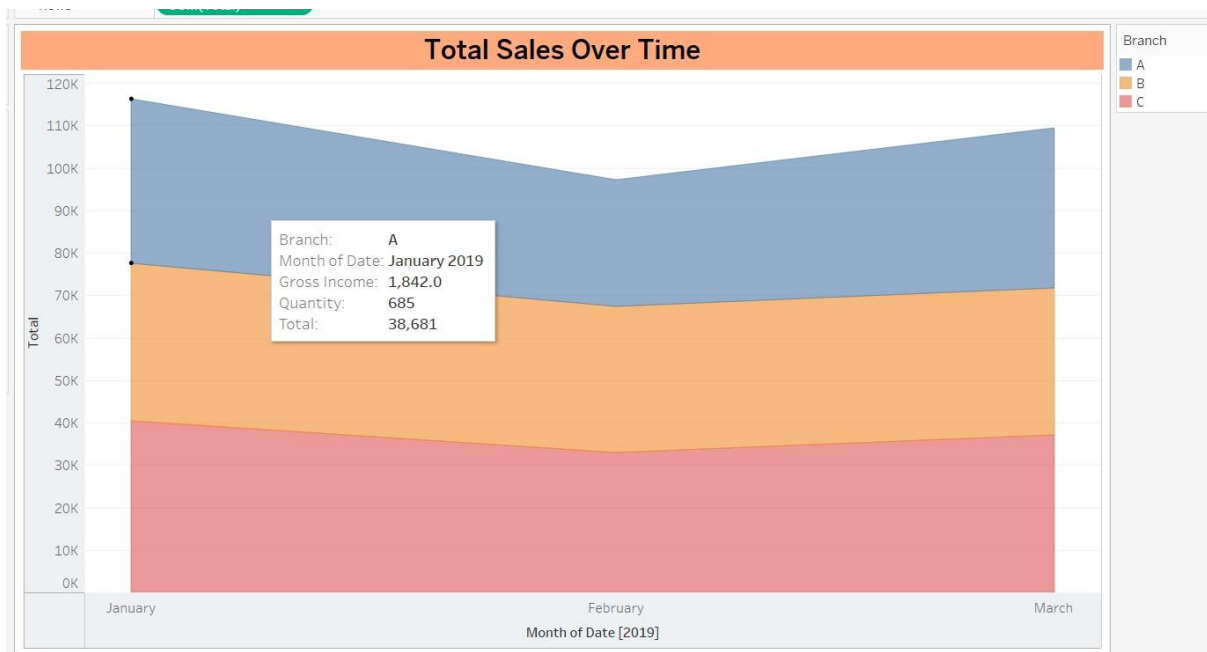 Total Sales Over Time
Branch
A
B
C
120K
110K
100K
90K
80K
70K
60K
50K
40K
30K
20K
10K
0K
Total
Branch: A
Month of Date: January 2019
Gross Income: 1,842.0
Quantity: 685
Total: 38,681
January February March
Month of Date [2019]